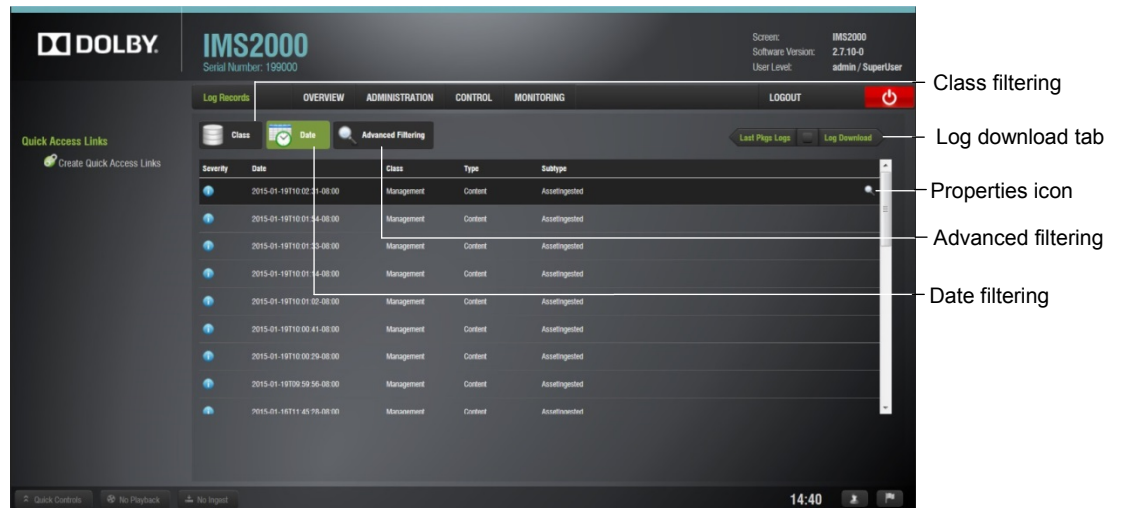 DOLBY.
IMS2000
Serial Number: 199000
Screen: IMS2000
Software Version: 2.7.10-0
User Level: admin / SuperUser
Log Records OVERVIEW ADMINISTRATION CONTROL MONITORING LOGOUT
Class filtering
Quick Access Links
Create Quick Access Links
Class Date Advanced Filtering
Last Pkgs Logs Log Download
Log download tab
Severity Date Class Type Subtype
2015-01-19T10:02:31-08:00 Management Content AssetIngested
Properties icon
2015-01-19T10:01:54-08:00 Management Content AssetIngested
Advanced filtering
2015-01-19T10:01:33-08:00 Management Content AssetIngested
2015-01-19T10:01:14-08:00 Management Content AssetIngested
Date filtering
2015-01-19T10:01:02-08:00 Management Content AssetIngested
2015-01-19T10:00:41-08:00 Management Content AssetIngested
2015-01-19T10:00:29-08:00 Management Content AssetIngested
2015-01-19T09:59:56-08:00 Management Content AssetIngested
2015-01-16T11:45:28-08:00 Management Content AssetIngested
Quick Controls No Playback No Ingest 14:40